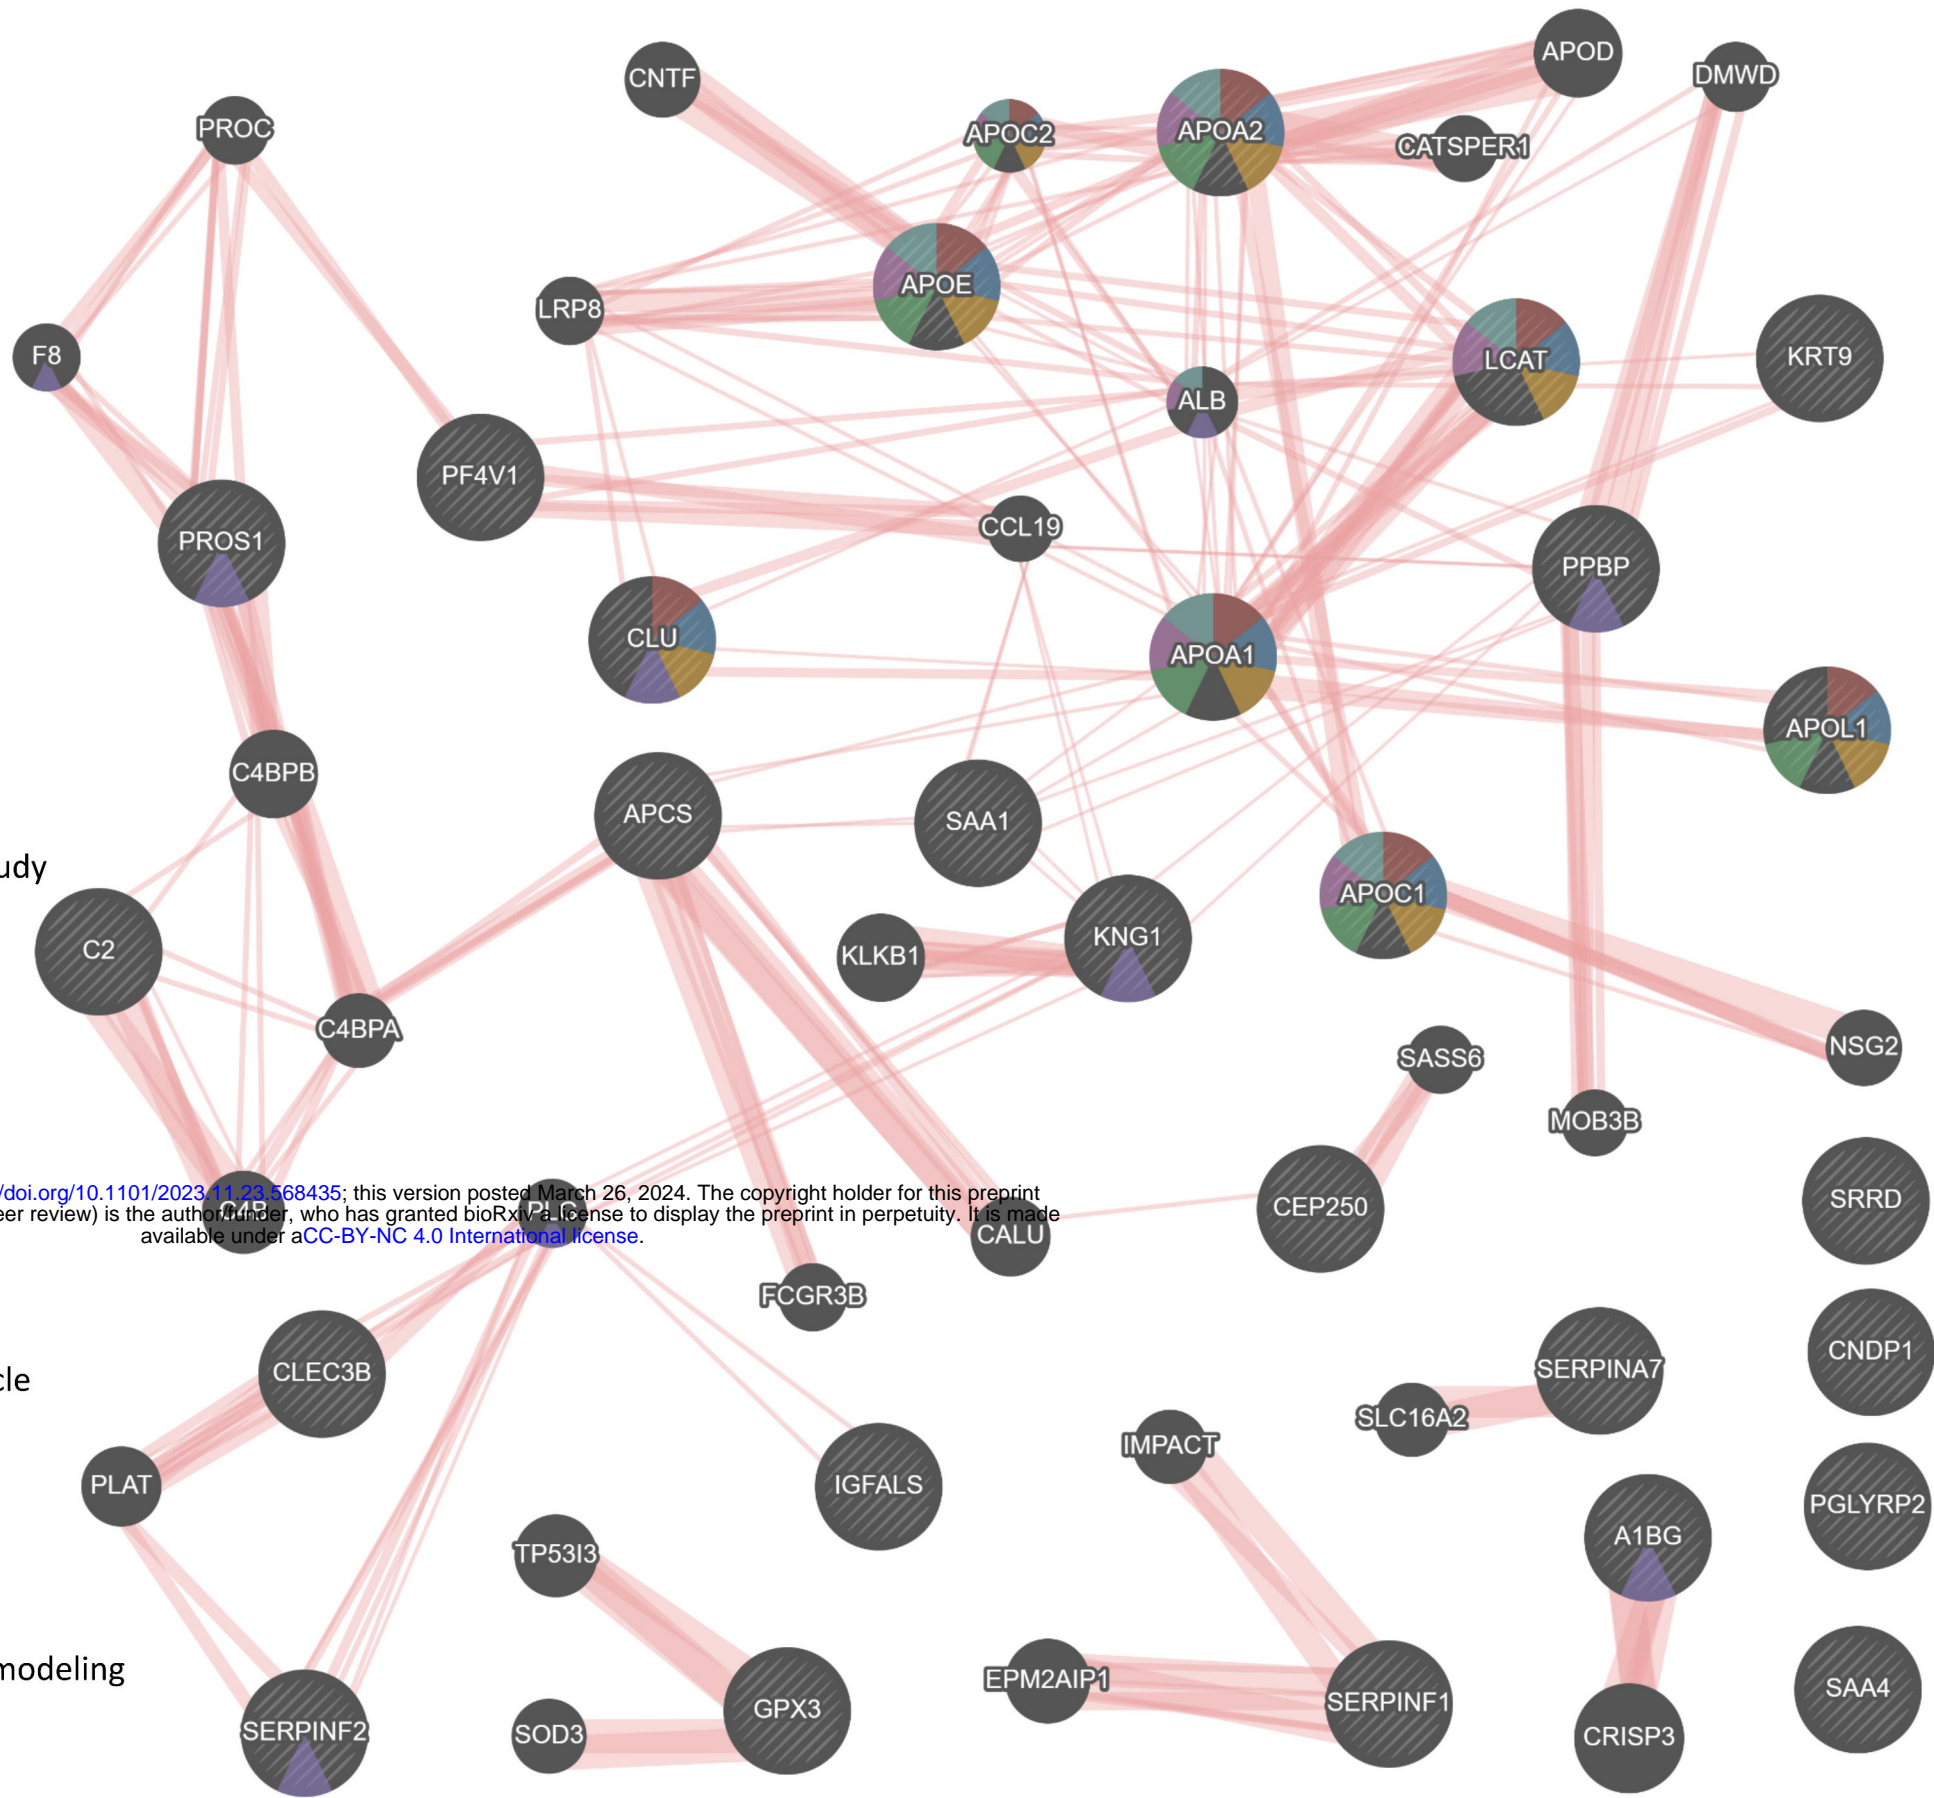 APOD
CNTF
DMWD
PROC
APOC2
APOA2
CATSPER1
APOE
LRP8
F8
LCAT
KRT9
ALB
PF4V1
CCL19
PROS1
PPBP
CLU
APOA1
APOL1
C4BPB
APCS
SAA1
udy
APOC1
C2
KNG1
KLKB1
C4BPA
NSG2
SASS6
MOB3B
/doi.org/10.1101/2023.11.23.568435; this version posted March 26, 2024. The copyright holder for this preprint
eer review) is the author/funder, who has granted bioRxiv a license to display the preprint in perpetuity. It is made
available under aCC-BY-NC 4.0 International license.
C4B
PLG
CALU
CEP250
SRRD
FCGR3B
CLEC3B
CNDP1
SERPINA7
cle
SLC16A2
IMPACT
PLAT
IGFALS
PGLYRP2
A1BG
TP53I3
modeling
EPM2AIP1
SAA4
SERPINF1
GPX3
SERPINF2
SOD3
CRISP3